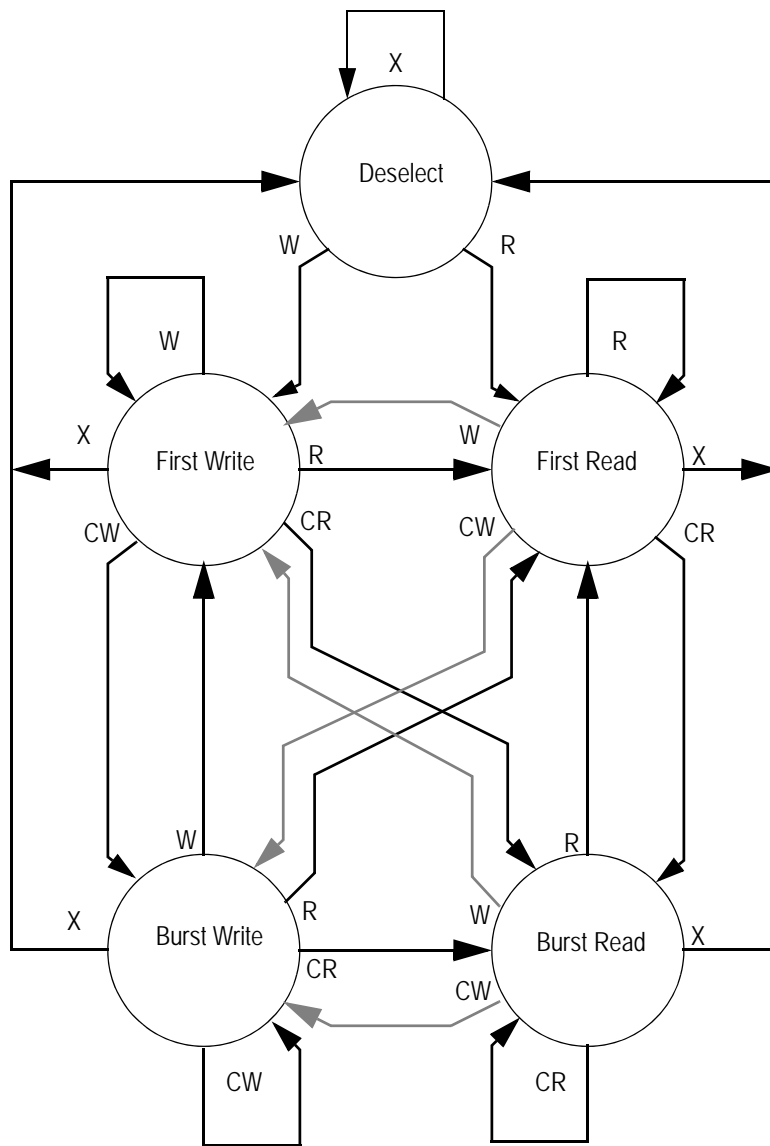 X
Deselect
W
R
W
R
X
W
First Write
R
First Read
X
CW
CR
CW
CR
W
R
X
Burst Write
R
W
Burst Read
X
CR
CW
CW
CR